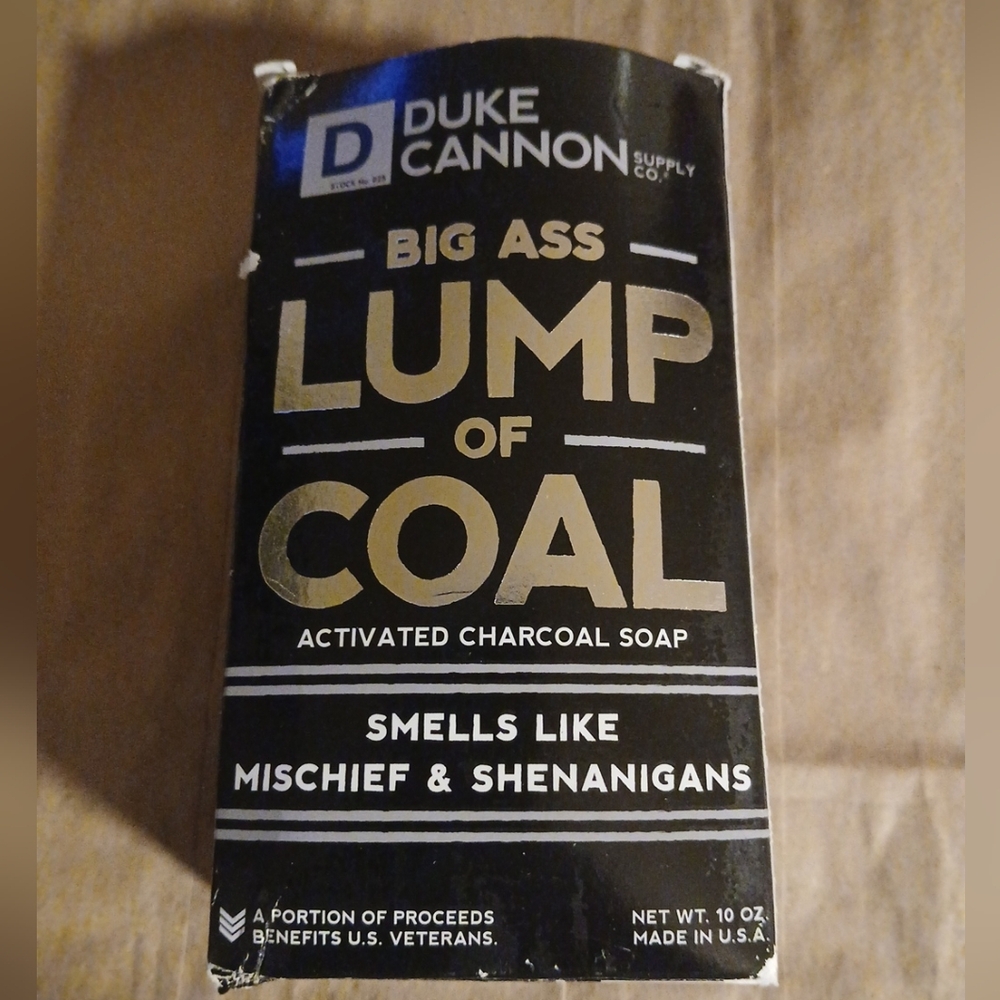 D
DUKE
CANNON
SUPPLY
CO.
BIG ASS
LUMP
OF
COAL
ACTIVATED CHARCOAL SOAP
SMELLS LIKE
MISCHIEF & SHENANIGANS
A PORTION OF PROCEEDS
BENEFITS U.S. VETERANS.
NET WT. 10 OZ.
MADE IN U.S.A.